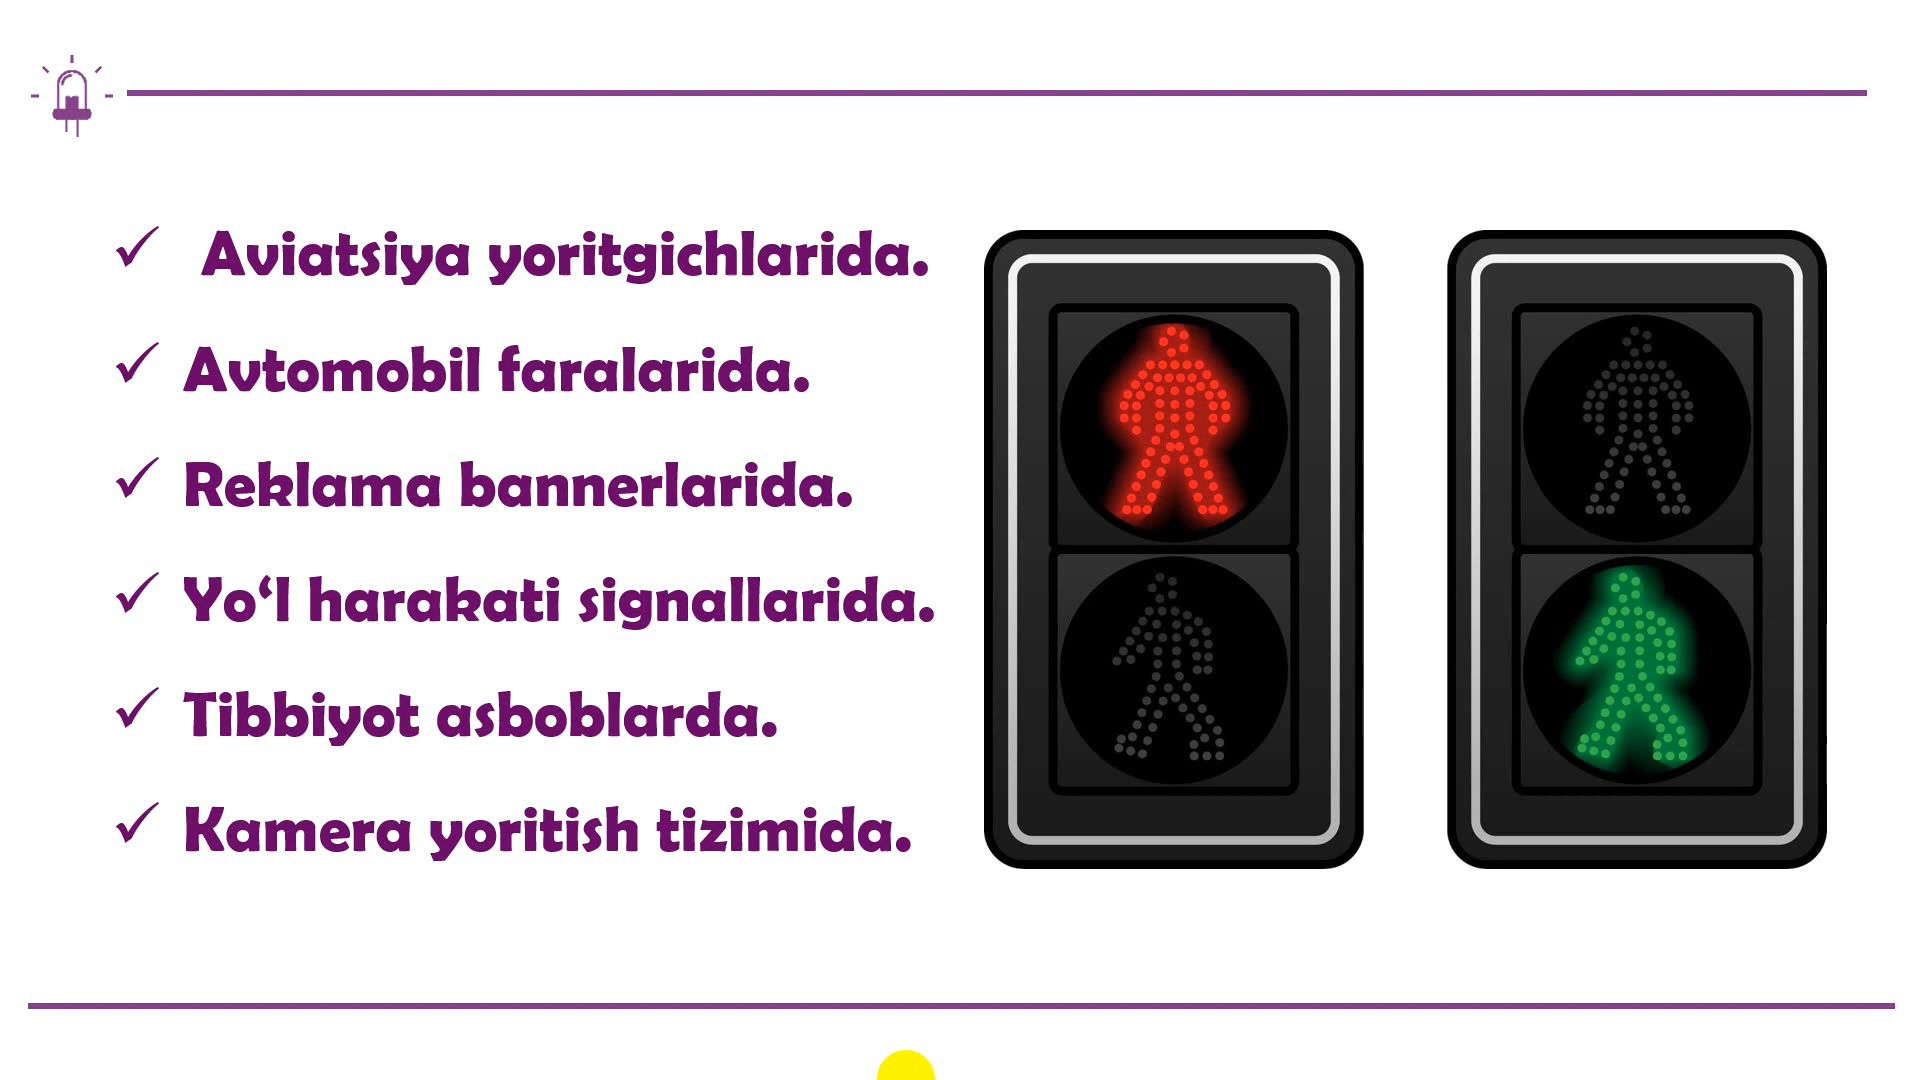 Aviatsiya yoritgichlarida.
Avtomobil faralarida.
Reklama bannerlarida.
Yo‘l harakati signallarida.
Tibbiyot asboblarda.
Kamera yoritish tizimida.